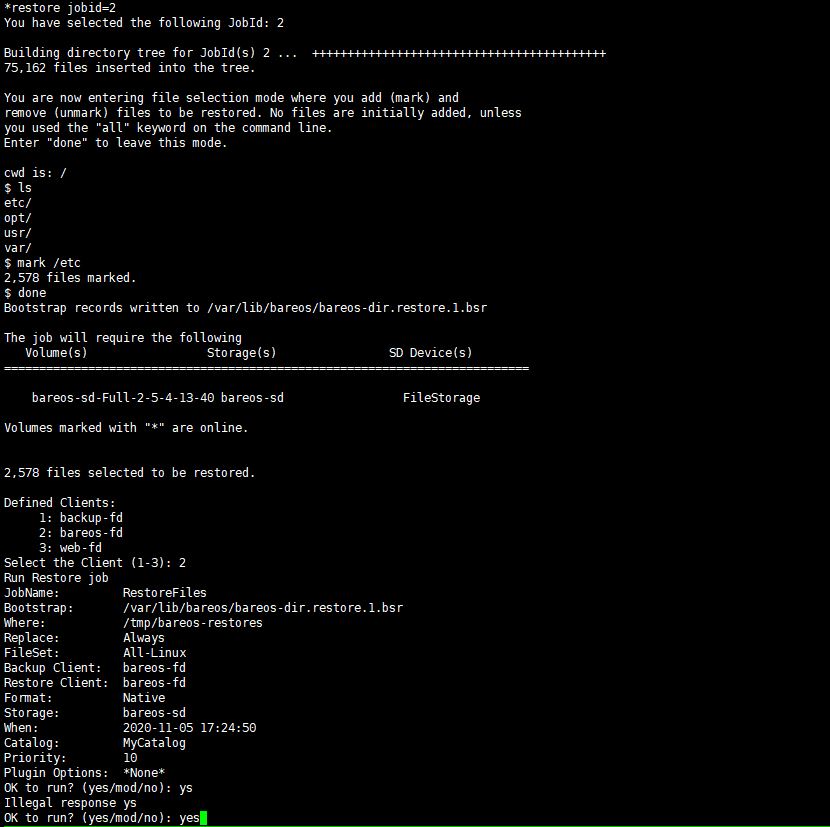 *restore jobid=2
You have selected the following JobId: 2
Building directory tree for JobId(s) 2 ...  ++++++++++++++++++++++++++++++++++++++++++
75,162 files inserted into the tree.
You are now entering file selection mode where you add (mark) and
remove (unmark) files to be restored. No files are initially added, unless
you used the "all" keyword on the command line.
Enter "done" to leave this mode.
cwd is: /
$ ls
etc/
opt/
usr/
var/
$ mark /etc
2,578 files marked.
$ done
Bootstrap records written to /var/lib/bareos/bareos-dir.restore.1.bsr
The job will require the following
   Volume(s)                 Storage(s)                SD Device(s)
===========================================================================
    bareos-sd-Full-2-5-4-13-40 bareos-sd                 FileStorage
Volumes marked with "*" are online.
2,578 files selected to be restored.
Defined Clients:
     1: backup-fd
     2: bareos-fd
     3: web-fd
Select the Client (1-3): 2
Run Restore job
JobName:         RestoreFiles
Bootstrap:       /var/lib/bareos/bareos-dir.restore.1.bsr
Where:           /tmp/bareos-restores
Replace:         Always
FileSet:         All-Linux
Backup Client:   bareos-fd
Restore Client:  bareos-fd
Format:          Native
Storage:         bareos-sd
When:            2020-11-05 17:24:50
Catalog:         MyCatalog
Priority:        10
Plugin Options:  *None*
OK to run? (yes/mod/no): ys
Illegal response ys
OK to run? (yes/mod/no): yes